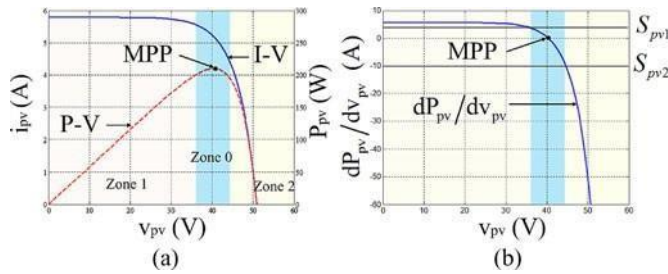 6
5
4
3
2
1
0
i_pv (A)
MPP
I-V
P-V
Zone 1
Zone 0
Zone 2
300
250
200
150
100
50
0
P_pv (W)
0 10 20 30 40 50 60
v_pv (V)
(a)
10
0
-10
-20
-30
-40
-50
-60
dP_pv/dv_pv (A)
MPP
dP_pv/dv_pv
S_pv1
S_pv2
0 10 20 30 40 50 60
v_pv (V)
(b)